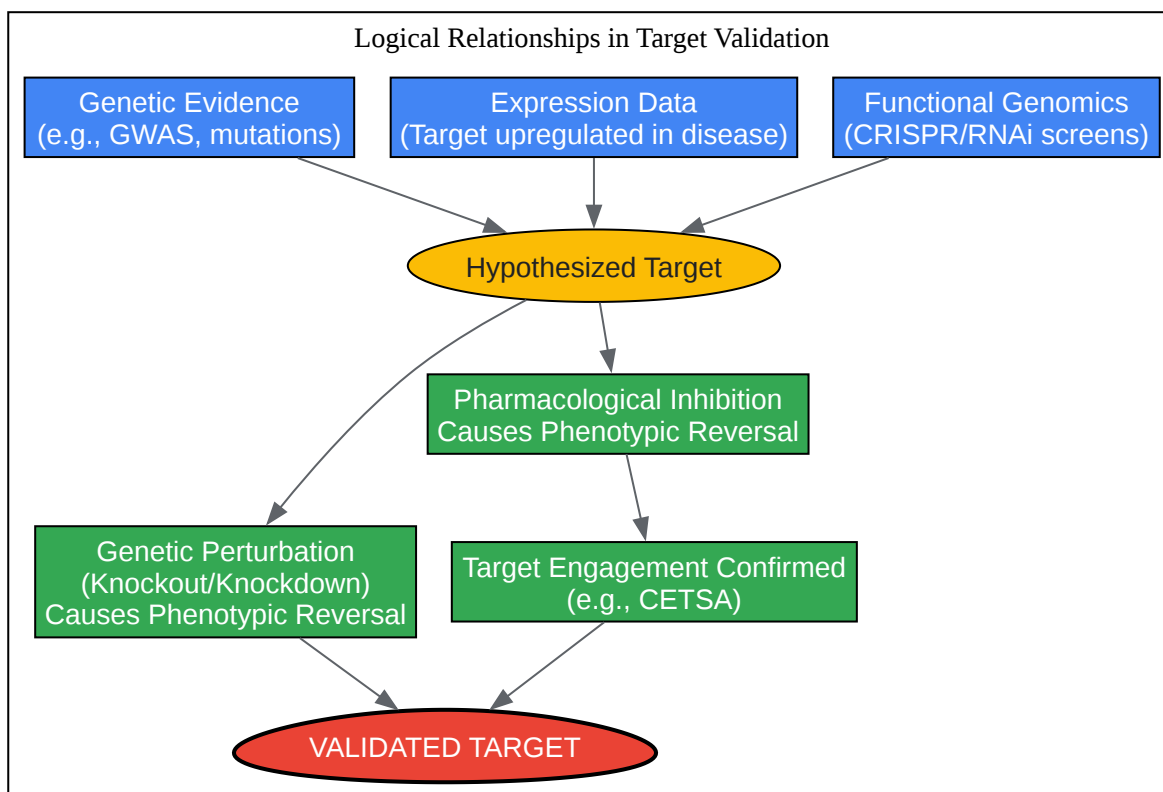 Logical Relationships in Target Validation
Genetic Evidence
(e.g., GWAS, mutations)
Expression Data
(Target upregulated in disease)
Functional Genomics
(CRISPR/RNAi screens)
Hypothesized Target
Pharmacological Inhibition
Causes Phenotypic Reversal
Genetic Perturbation
(Knockout/Knockdown)
Causes Phenotypic Reversal
Target Engagement Confirmed
(e.g., CETSA)
VALIDATED TARGET